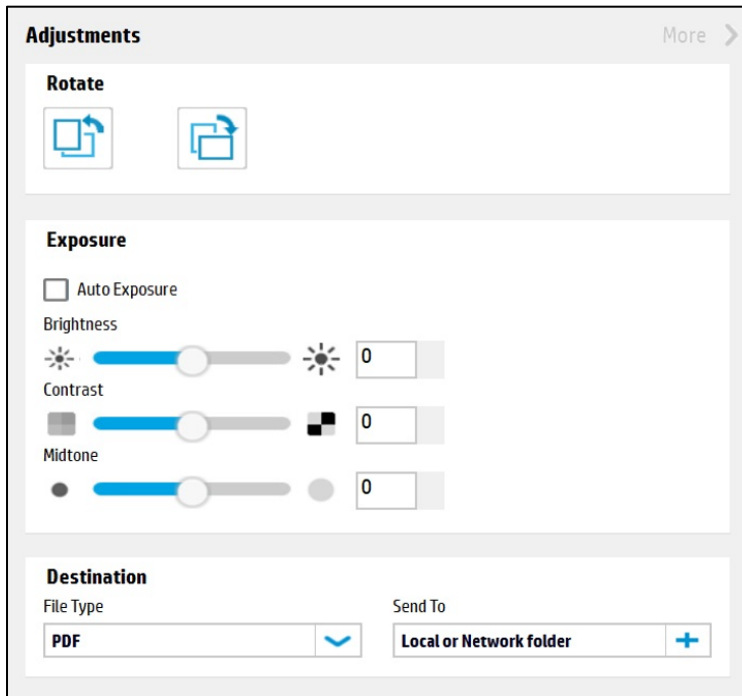 Adjustments More
Rotate
Exposure
Auto Exposure
Brightness
0
Contrast
0
Midtone
0
Destination
File Type Send To
PDF Local or Network folder